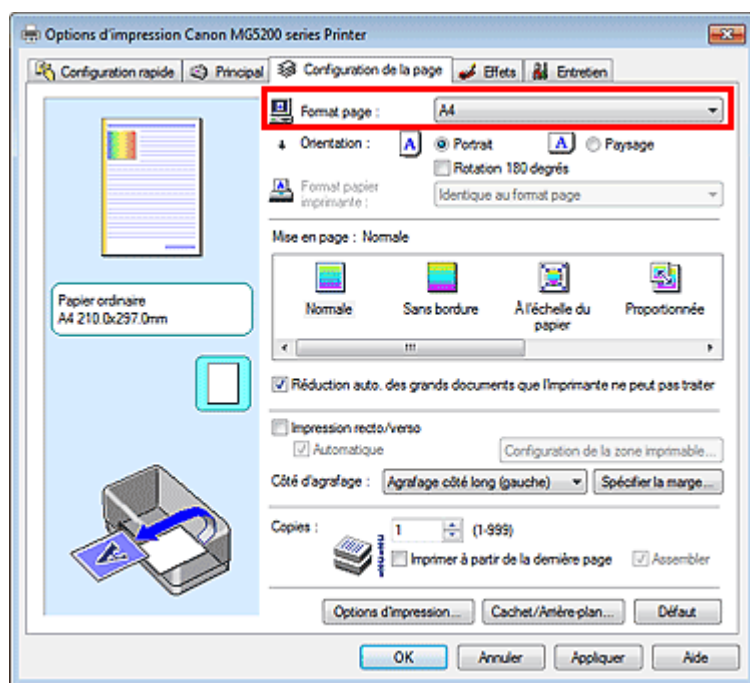 Options d'impression Canon MG5200 series Printer
Configuration rapide Principal Configuration de la page Effets Entretien
Format page : A4
Orientation : A Portrait A Paysage
Rotation 180 degrés
Format papier imprimante : Identique au format page
Mise en page : Normale
Normale Sans bordure À l'échelle du papier Proportionnée
Papier ordinaire
A4 210.0x297.0mm
Réduction auto. des grands documents que l'imprimante ne peut pas traiter
Impression recto/verso
Automatique Configuration de la zone imprimable...
Côté d'agrafage : Agrafage côté long (gauche) Spécifier la marge...
Copies : 1 (1-999)
Imprimer à partir de la dernière page Assembler
Options d'impression... Cachet/Arrière-plan... Défaut
OK Annuler Appliquer Aide